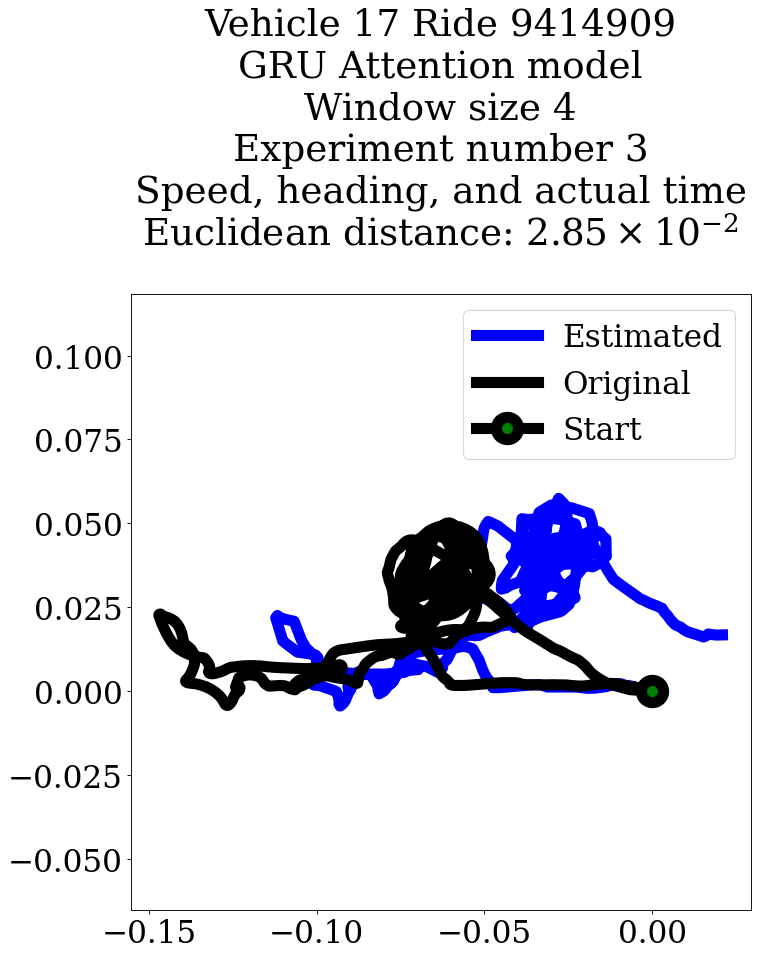 Vehicle 17 Ride 9414909
GRU Attention model
Window size 4
Experiment number 3
Speed, heading, and actual time
Euclidean distance: 2.85 × 10⁻²
Estimated
Original
Start
0.100
0.075
0.050
0.025
0.000
−0.025
−0.050
−0.15
−0.10
−0.05
0.00